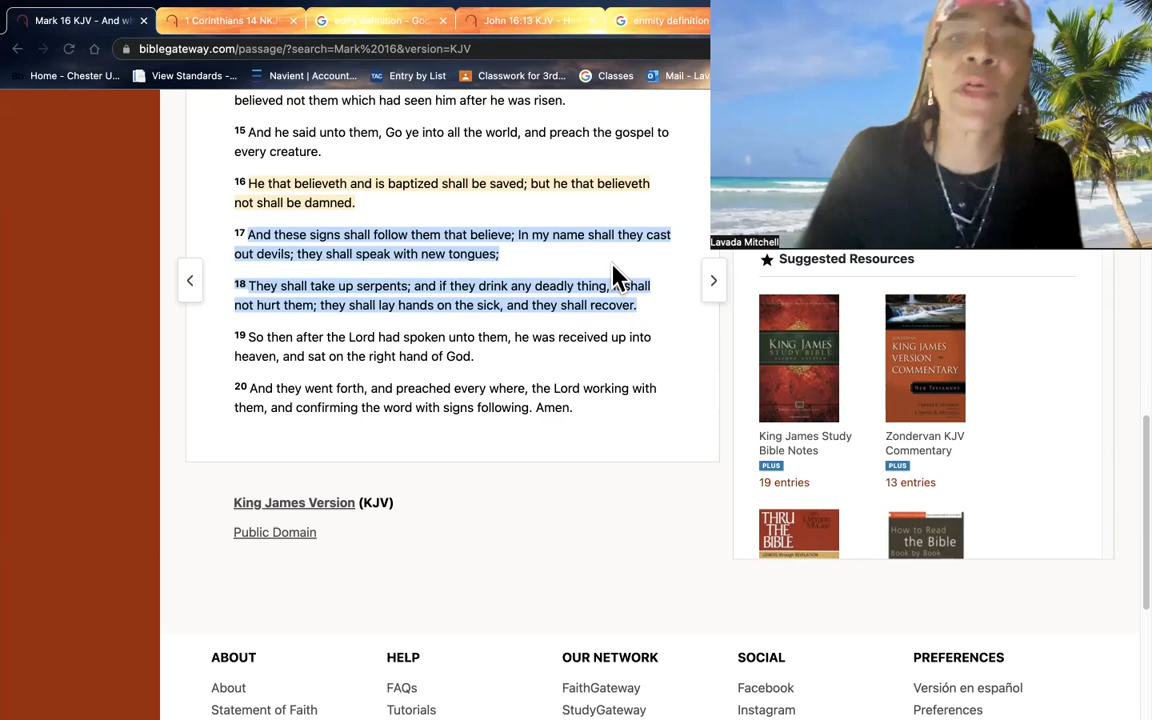 Mark 16 KJV - And w
1 Corinthians 14 NKJ
definition - Go
John 16:13 KJV - H
enmity definition
biblegateway.com/passage/?search=Mark%2016&version=KJV
Home - Chester U...
View Standards -...
Navient | Account...
TAC
Entry by List
Classwork for 3rd...
Classes
Mail - Lav
believed not them which had seen him after he was risen.
15 And he said unto them, Go ye into all the world, and preach the gospel to
every creature.
16 He that believeth and is baptized shall be saved; but he that believeth
not shall be damned.
17 And these signs shall follow them that believe; In my name shall they cast
out devils; they shall speak with new tongues;
18 They shall take up serpents; and if they drink any deadly thing, shall
not hurt them; they shall lay hands on the sick, and they shall recover.
19 So then after the Lord had spoken unto them, he was received up into
heaven, and sat on the right hand of God.
20 And they went forth, and preached every where, the Lord working with
them, and confirming the word with signs following. Amen.
King James Version (KJV)
Public Domain
Lavada Mitchell
Suggested Resources
KING JAMES
STUDY BIBLE
KING JAMES
VERSION
COMMENTARY
NEW TESTAMENT
King James Study
Bible Notes
PLUS
19 entries
Zondervan KJV
Commentary
PLUS
13 entries
THRU
THE
BIBLE
How to Read
the Bible
Book by Book
ABOUT
HELP
OUR NETWORK
SOCIAL
PREFERENCES
About
FAQs
FaithGateway
Facebook
Versión en español
Statement of Faith
Tutorials
StudyGateway
Instagram
Preferences